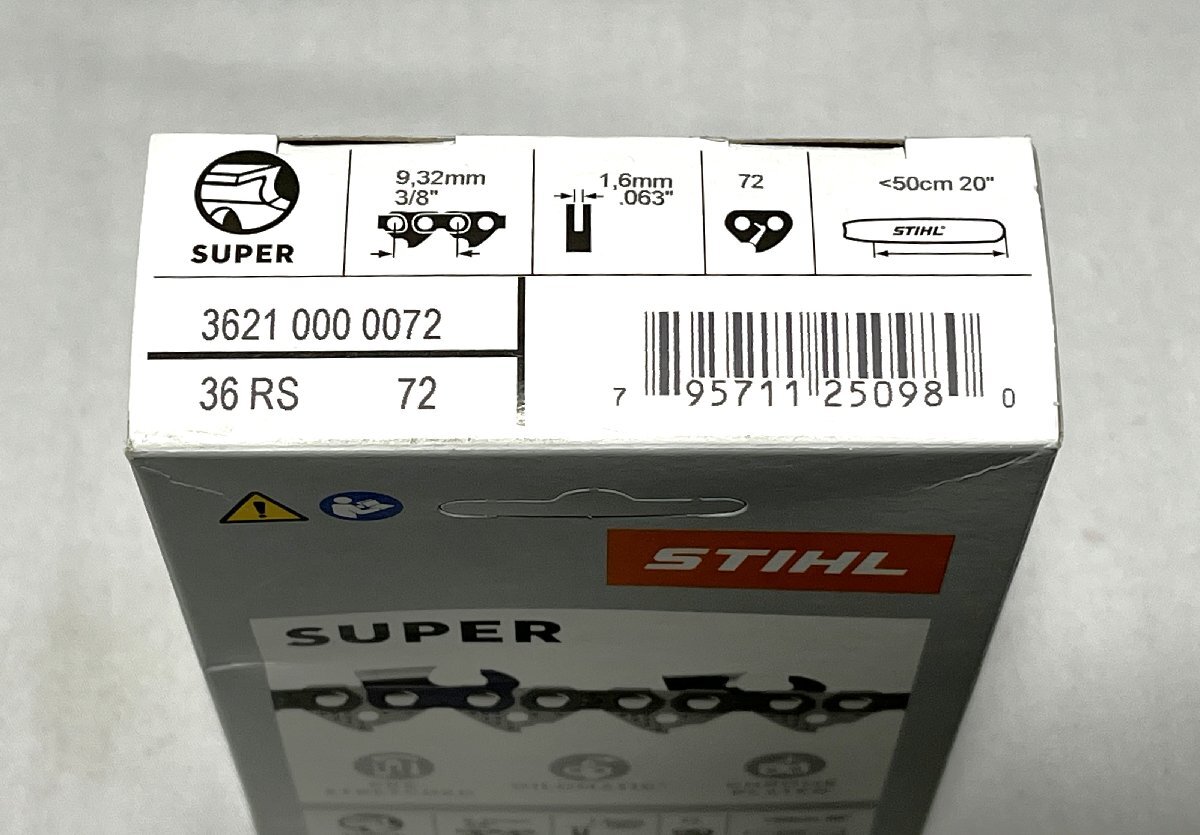 SUPER
9,32mm
3/8"
1,6mm
.063"
72
<50cm 20"
STIHL®
3621 000 0072
36 RS 72
7 95711 25098 0
STIHL
SUPER